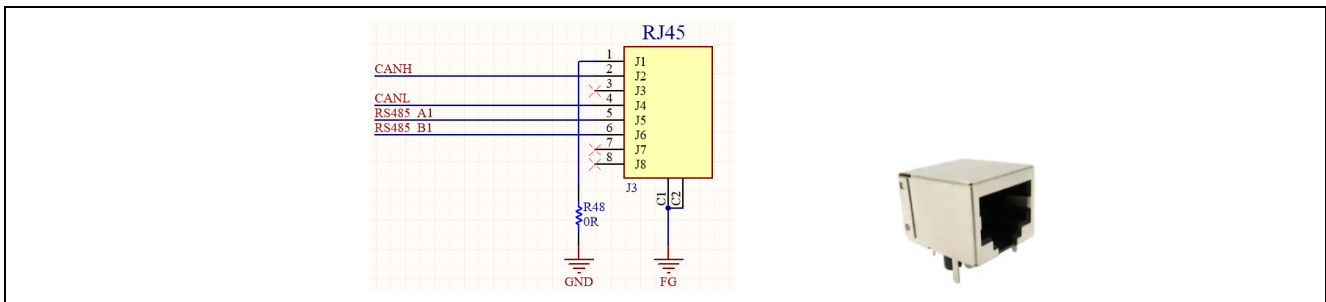 RJ45
1 J1
CANH 2 J2
3 J3
CANL 4 J4
RS485_A1 5 J5
RS485_B1 6 J6
7 J7
8 J8
J3
C1
C2
R48
0R
GND
FG